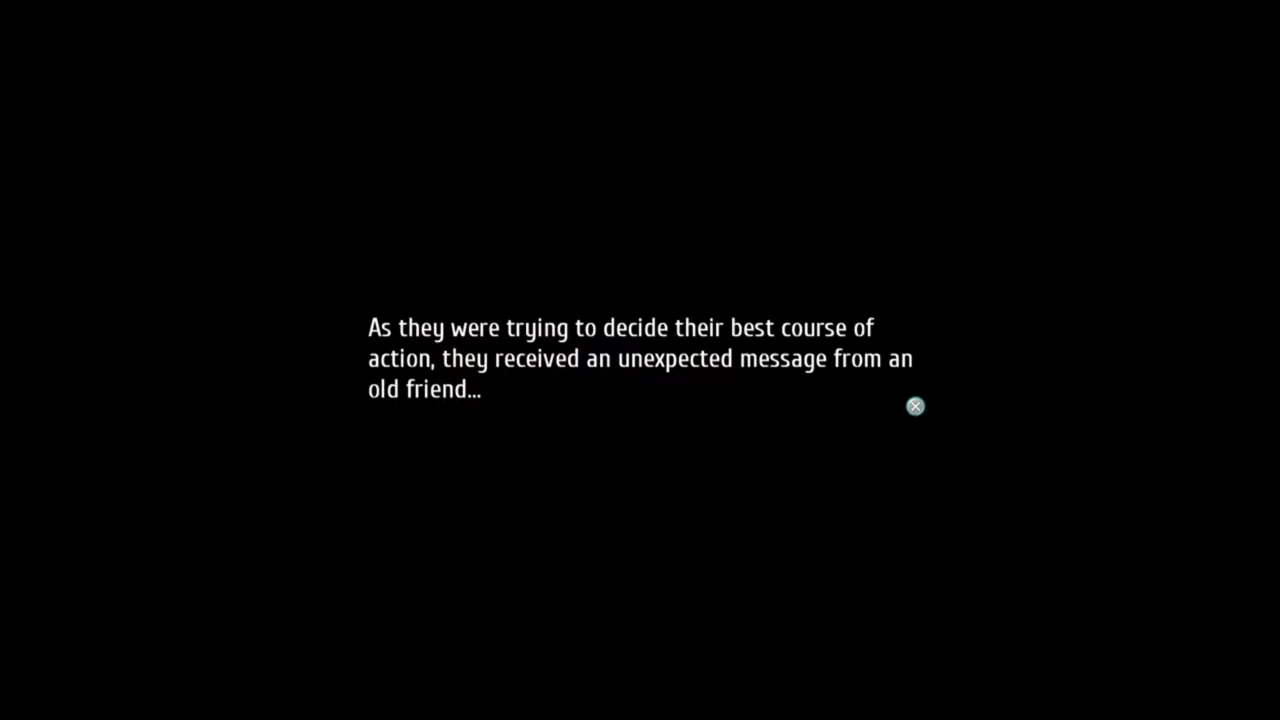 As they were trying to decide their best course of
action, they received an unexpected message from an
old friend...